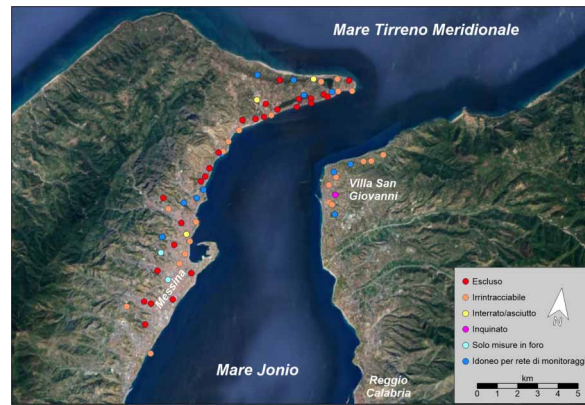 Mare Tirreno Meridionale
Villa San
Giovanni
Messina
Mare Jonio
Reggio
Calabria
Escluso
Irrintracciabile
Interrato/asciutto
Inquinato
Solo misure in foro
Idoneo per rete di monitoragg
N
km
0 1 2 3 4 5